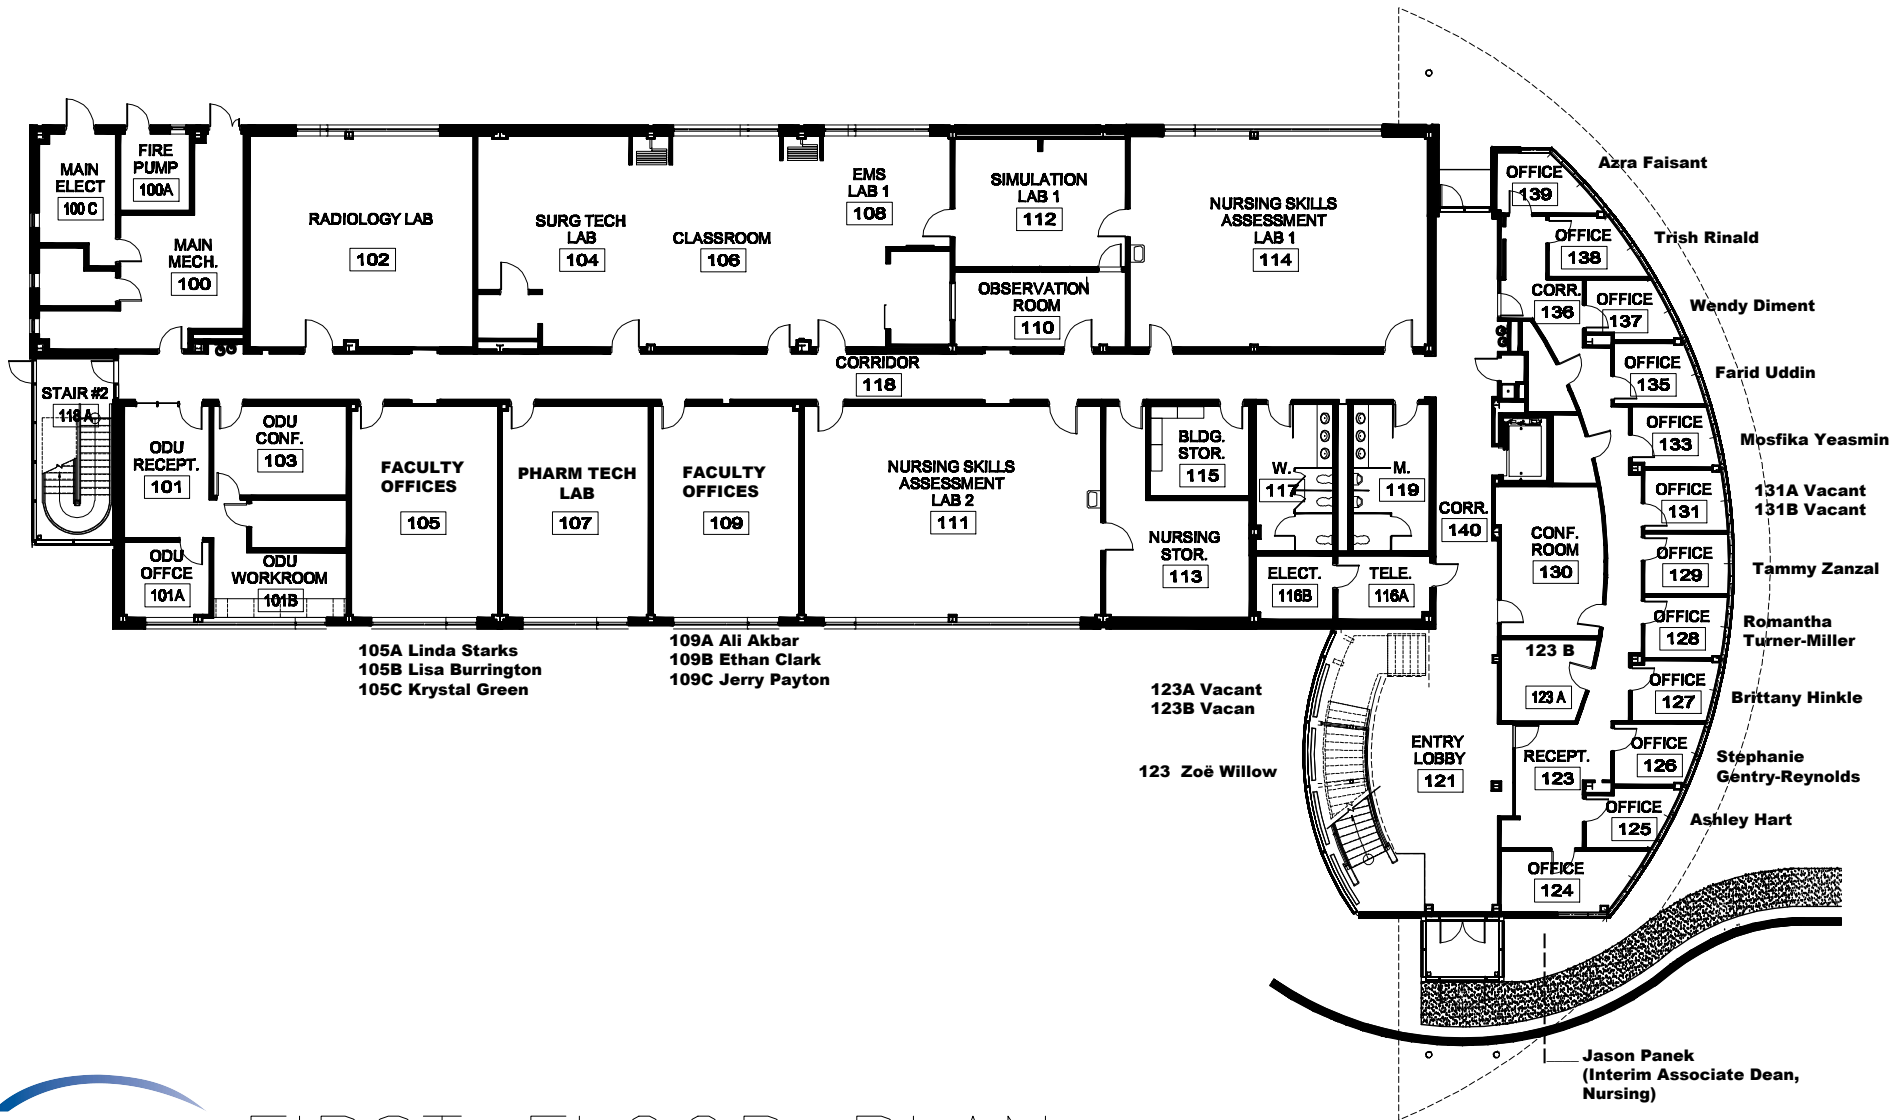 MAIN
ELECT
100 C
FIRE
PUMP
100A
MAIN
MECH.
100
RADIOLOGY LAB
102
SURG TECH
LAB
104
CLASSROOM
106
EMS
LAB 1
108
SIMULATION
LAB 1
112
OBSERVATION
ROOM
110
NURSING SKILLS
ASSESSMENT
LAB 1
114
CORRIDOR
118
STAIR #2
118 A
ODU
RECEPT.
101
ODU
CONF.
103
ODU
OFFCE
101A
ODU
WORKROOM
101B
FACULTY
OFFICES
105
PHARM TECH
LAB
107
FACULTY
OFFICES
109
NURSING SKILLS
ASSESSMENT
LAB 2
111
BLDG.
STOR.
115
NURSING
STOR.
113
W.
117
M.
119
ELECT.
116B
TELE.
116A
CORR.
140
105A Linda Starks
105B Lisa Burrington
105C Krystal Green
109A Ali Akbar
109B Ethan Clark
109C Jerry Payton
123A Vacant
123B Vacan
123 Zoë Willow
ENTRY
LOBBY
121
OFFICE
139
Azra Faisant
OFFICE
138
Trish Rinald
CORR.
136
OFFICE
137
Wendy Diment
OFFICE
135
Farid Uddin
OFFICE
133
Mosfika Yeasmin
OFFICE
131
131A Vacant
131B Vacant
CONF.
ROOM
130
OFFICE
129
Tammy Zanzal
OFFICE
128
Romantha
Turner-Miller
123 B
123 A
OFFICE
127
Brittany Hinkle
RECEPT.
123
OFFICE
126
Stephanie
Gentry-Reynolds
OFFICE
125
Ashley Hart
OFFICE
124
Jason Panek
(Interim Associate Dean,
Nursing)
FIRST FLOOR PLAN